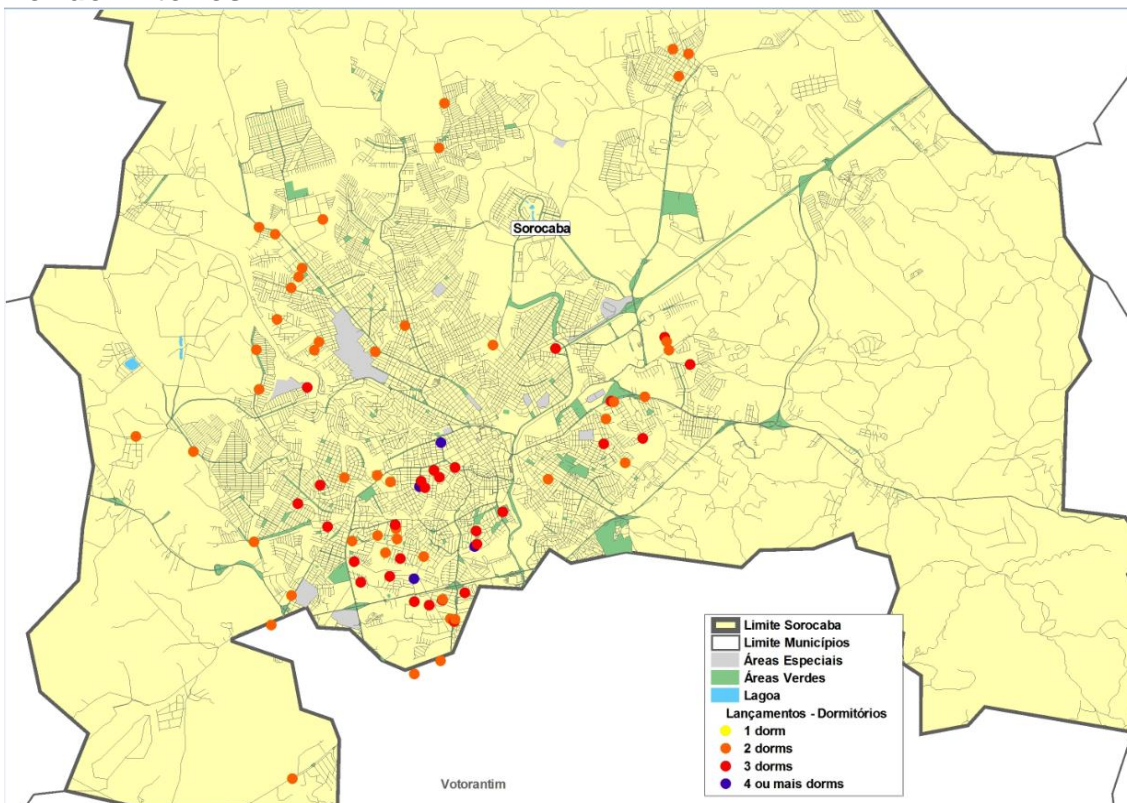 Sorocaba
Limite Sorocaba
Limite Municípios
Áreas Especiais
Áreas Verdes
Lagoa
Lançamentos - Dormitórios
1 dorm
2 dorms
3 dorms
4 ou mais dorms
Votorantim